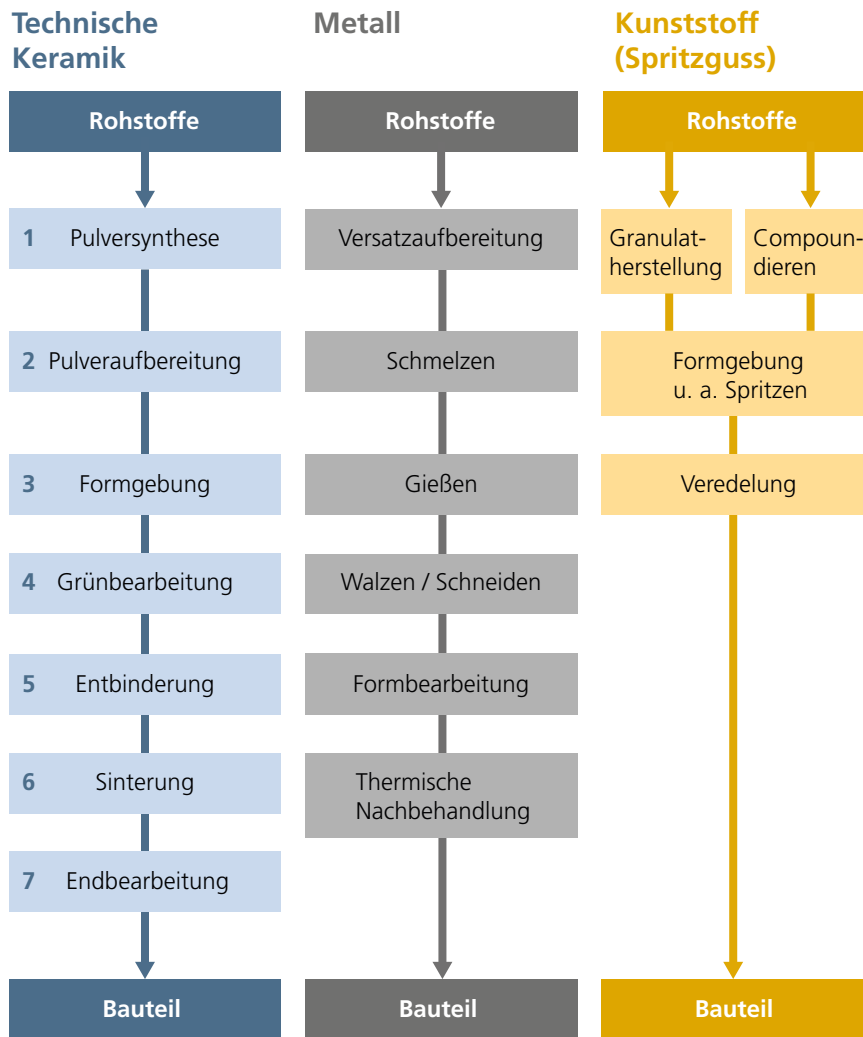 Technische
Keramik
Rohstoffe
1 Pulversynthese
2 Pulveraufbereitung
3 Formgebung
4 Grünbearbeitung
5 Entbinderung
6 Sinterung
7 Endbearbeitung
Bauteil
Metall
Rohstoffe
Versatzaufbereitung
Schmelzen
Gießen
Walzen / Schneiden
Formbearbeitung
Thermische
Nachbehandlung
Bauteil
Kunststoff
(Spritzguss)
Rohstoffe
Granulat-
herstellung
Compoun-
dieren
Formgebung
u. a. Spritzen
Veredelung
Bauteil